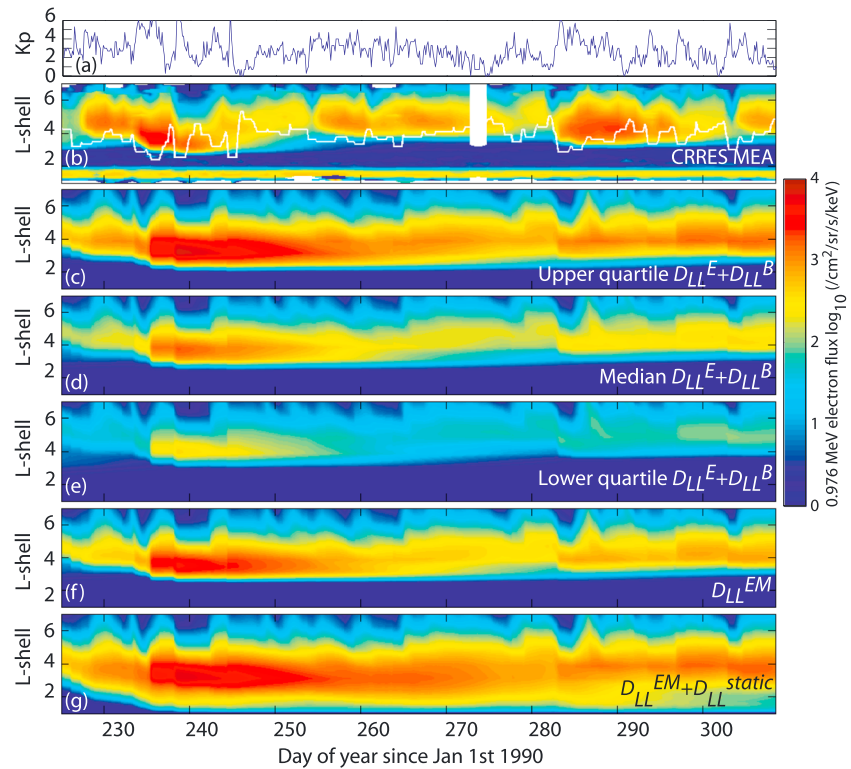 6
4
2
0
Kp
(a)
6
4
2
L-shell
(b)
CRRES MEA
6
4
2
L-shell
(c)
Upper quartile D_LL^E+D_LL^B
6
4
2
L-shell
(d)
Median D_LL^E+D_LL^B
6
4
2
L-shell
(e)
Lower quartile D_LL^E+D_LL^B
6
4
2
L-shell
(f)
D_LL^EM
6
4
2
L-shell
(g)
D_LL^EM+D_LL^static
230 240 250 260 270 280 290 300
Day of year since Jan 1st 1990
4
3
2
1
0
0.976 MeV electron flux log10 (/cm2/sr/s/keV)